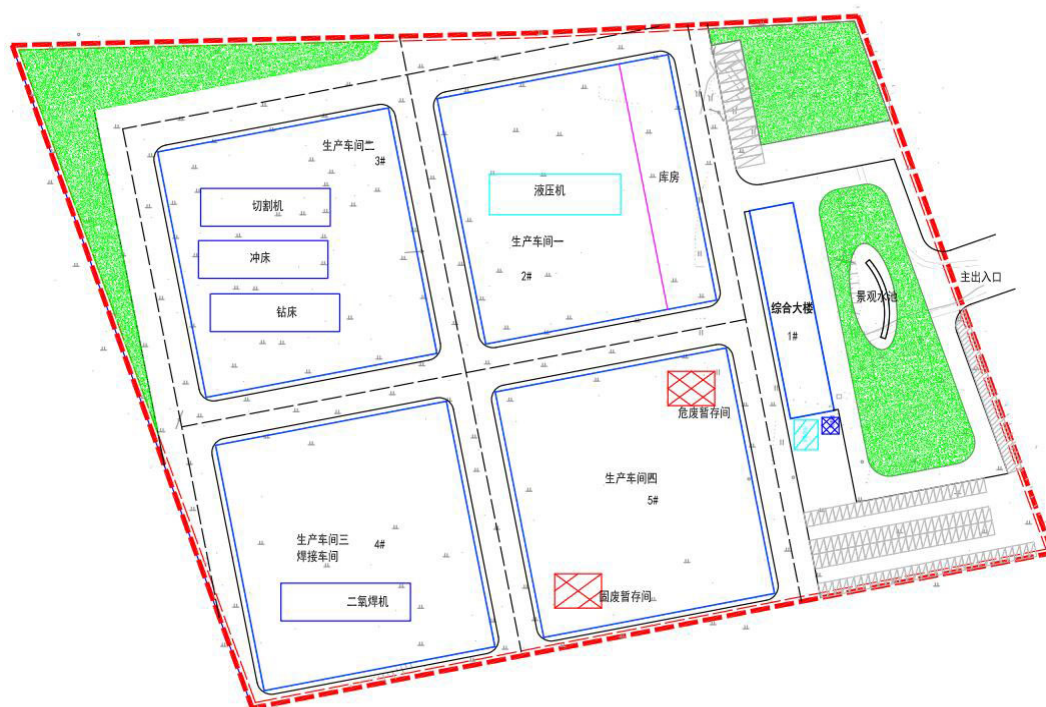 生产车间二
3#
切割机
冲床
钻床
液压机
库房
生产车间一
2#
综合大楼
1#
景观水池
主出入口
危废暂存间
生产车间四
5#
固废暂存间
生产车间三
焊接车间
4#
二氧焊机